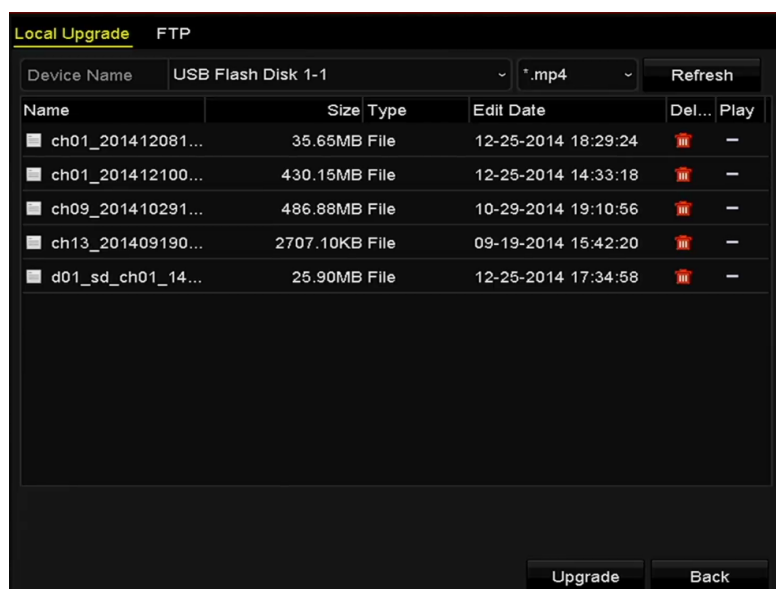 Local Upgrade FTP
Device Name USB Flash Disk 1-1 *.mp4 Refresh
Name Size Type Edit Date Del... Play
ch01_201412081... 35.65MB File 12-25-2014 18:29:24
ch01_201412100... 430.15MB File 12-25-2014 14:33:18
ch09_201410291... 486.88MB File 10-29-2014 19:10:56
ch13_201409190... 2707.10KB File 09-19-2014 15:42:20
d01_sd_ch01_14... 25.90MB File 12-25-2014 17:34:58
Upgrade Back